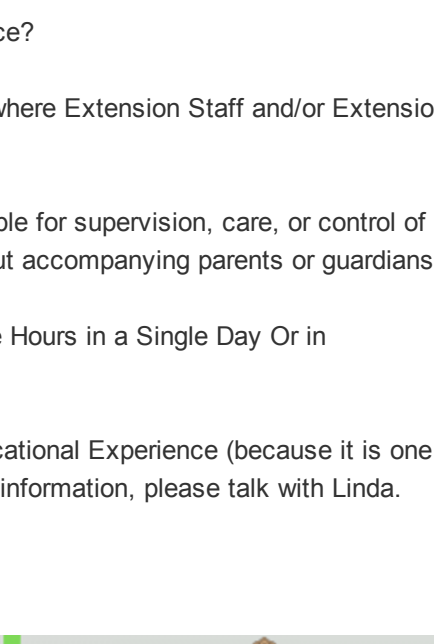 ce?
where Extension Staff and/or Extensio
ble for supervision, care, or control of
ut accompanying parents or guardians
e Hours in a Single Day Or in
cational Experience (because it is one
information, please talk with Linda.